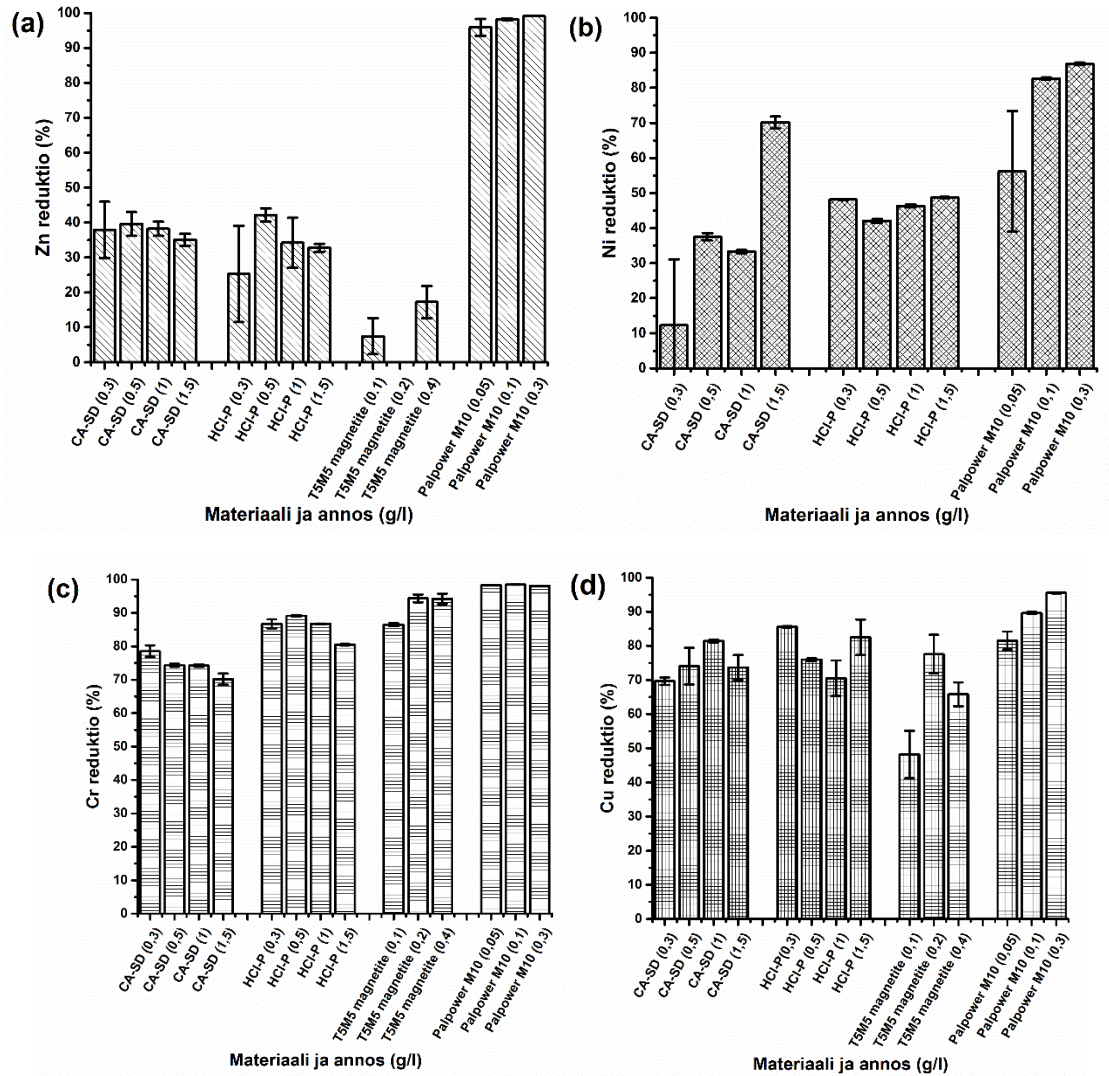 (a)
Zn reduktio (%)
100
90
80
70
60
50
40
30
20
10
0
CA-SD (0.3)
CA-SD (0.5)
CA-SD (1)
CA-SD (1.5)
HCl-P (0.3)
HCl-P (0.5)
HCl-P (1)
HCl-P (1.5)
T5M5 magnetite (0.1)
T5M5 magnetite (0.2)
T5M5 magnetite (0.4)
Palpower M10 (0.05)
Palpower M10 (0.1)
Palpower M10 (0.3)
Materiaali ja annos (g/l)
(b)
Ni reduktio (%)
100
90
80
70
60
50
40
30
20
10
0
CA-SD (0.3)
CA-SD (0.5)
CA-SD (1)
CA-SD (1.5)
HCl-P (0.3)
HCl-P (0.5)
HCl-P (1)
HCl-P (1.5)
Palpower M10 (0,05)
Palpower M10 (0.1)
Palpower M10 (0.3)
Materiaali ja annos (g/l)
(c)
Cr reduktio (%)
100
90
80
70
60
50
40
30
20
10
0
CA-SD (0.3)
CA-SD (0.5)
CA-SD (1)
CA-SD (1.5)
HCl-P (0.3)
HCl-P (0.5)
HCl-P (1)
HCl-P (1.5)
T5M5 magnetite (0.1)
T5M5 magnetite (0.2)
T5M5 magnetite (0.4)
Palpower M10 (0,05)
Palpower M10 (0.1)
Palpower M10 (0.3)
Materiaali ja annos (g/l)
(d)
Cu reduktio (%)
100
90
80
70
60
50
40
30
20
10
0
CA-SD (0.3)
CA-SD (0.5)
CA-SD (1)
CA-SD (1.5)
HCl-P (0.3)
HCl-P (0.5)
HCl-P (1)
HCl-P (1.5)
T5M5 magnetite (0.1)
T5M5 magnetite (0.2)
T5M5 magnetite (0.4)
Palpower M10 (0,05)
Palpower M10 (0.1)
Palpower M10 (0.3)
Materiaali ja annos (g/l)